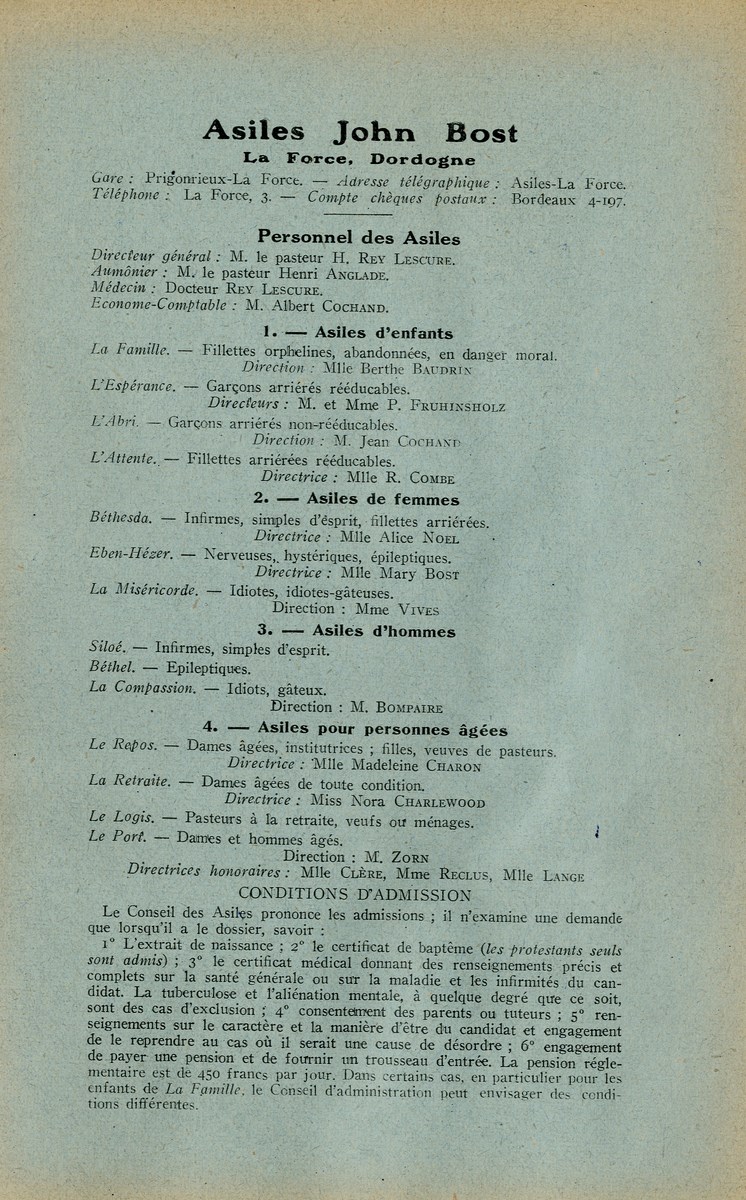 Asiles John Bost
La Force, Dordogne
Gare : Prigonrieux-La Force. — Adresse télégraphique : Asiles-La Force.
Téléphone : La Force, 3. — Compte chèques postaux : Bordeaux 4-197.
Personnel des Asiles
Directeur général : M. le pasteur H. REY LESCURE.
Aumônier : M. le pasteur Henri ANGLADE.
Médecin : Docteur REY LESCURE.
Econome-Comptable : M. Albert COCHAND.
1. — Asiles d'enfants
La Famille. — Fillettes orphelines, abandonnées, en danger moral.
Direction : Mlle Berthe BAUDRIN
L'Espérance. — Garçons arriérés rééducables.
Directeurs : M. et Mme P. FRUHINSHOLZ
L'Abri. — Garçons arriérés non-rééducables.
Direction : M. Jean COCHAND
L'Attente. — Fillettes arriérées rééducables.
Directrice : Mlle R. COMBE
2. — Asiles de femmes
Béthesda. — Infirmes, simples d'ésprit, fillettes arriérées.
Directrice : Mlle Alice NOEL
Eben-Hézer. — Nerveuses, hystériques, épileptiques.
Directrice : Mlle Mary BOST
La Miséricorde. — Idiotes, idiotes-gâteuses.
Direction : Mme VIVES
3. — Asiles d'hommes
Siloé. — Infirmes, simples d'esprit.
Béthel. — Epileptiques.
La Compassion. — Idiots, gâteux.
Direction : M. BOMPAIRE
4. — Asiles pour personnes âgées
Le Repos. — Dames âgées, institutrices ; filles, veuves de pasteurs.
Directrice : Mlle Madeleine CHARON
La Retraite. — Dames âgées de toute condition.
Directrice : Miss Nora CHARLEWOOD
Le Logis. — Pasteurs à la retraite, veufs ou ménages.
Le Port. — Dames et hommes âgés.
Direction : M. ZORN
Directrices honoraires : Mlle CLÈRE, Mme RECLUS, Mlle LANGE
CONDITIONS D'ADMISSION
Le Conseil des Asiles prononce les admissions ; il n'examine une demande
que lorsqu'il a le dossier, savoir :
1° L'extrait de naissance ; 2° le certificat de baptême (les protestants seuls
sont admis) ; 3° le certificat médical donnant des renseignements précis et
complets sur la santé générale ou sur la maladie et les infirmités du can-
didat. La tuberculose et l'aliénation mentale, à quelque degré que ce soit,
sont des cas d'exclusion ; 4° consentement des parents ou tuteurs ; 5° ren-
seignements sur le caractère et la manière d'être du candidat et engagement
de le reprendre au cas où il serait une cause de désordre ; 6° engagement
de payer une pension et de fournir un trousseau d'entrée. La pension régle-
mentaire est de 450 francs par jour. Dans certains cas, en particulier pour les
enfants de La Famille, le Conseil d'administration peut envisager des condi-
tions différentes.